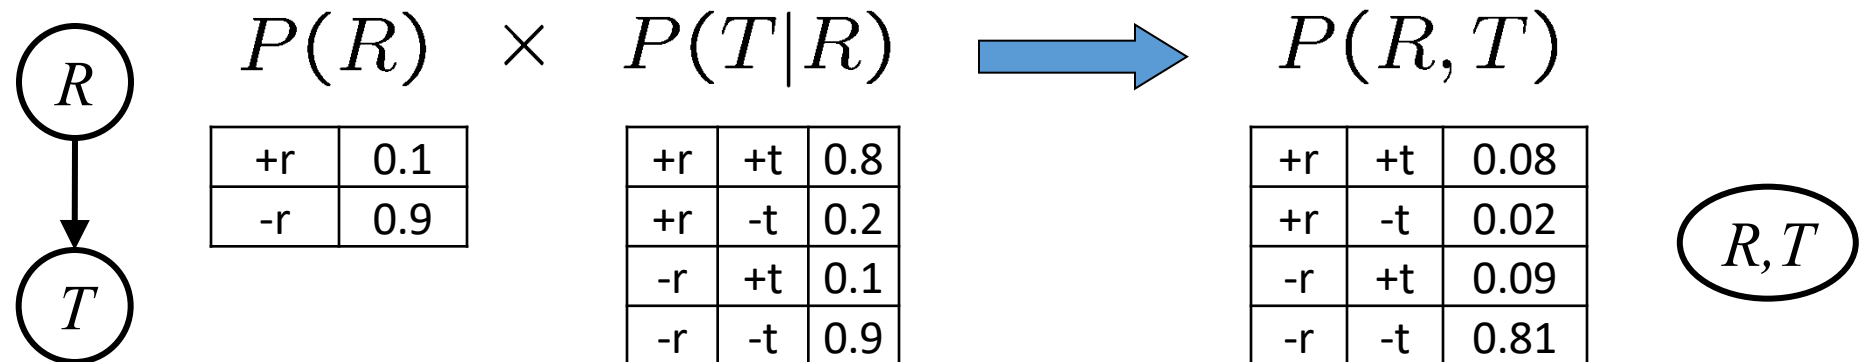 R
T
P(R) × P(T|R)
P(R, T)
+r 0.1
-r 0.9
+r +t 0.8
+r -t 0.2
-r +t 0.1
-r -t 0.9
+r +t 0.08
+r -t 0.02
-r +t 0.09
-r -t 0.81
R,T